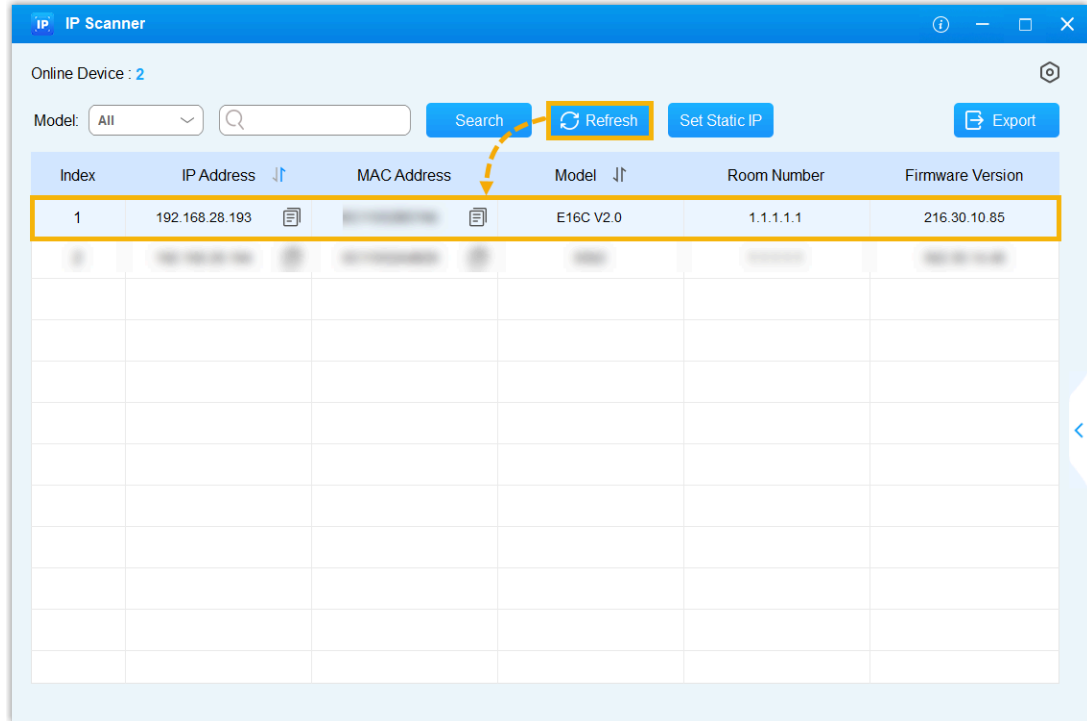 IP IP Scanner
Online Device : 2
Model: All Search Refresh Set Static IP Export
Index IP Address MAC Address Model Room Number Firmware Version
1 192.168.28.193 E16C V2.0 1.1.1.1.1 216.30.10.85